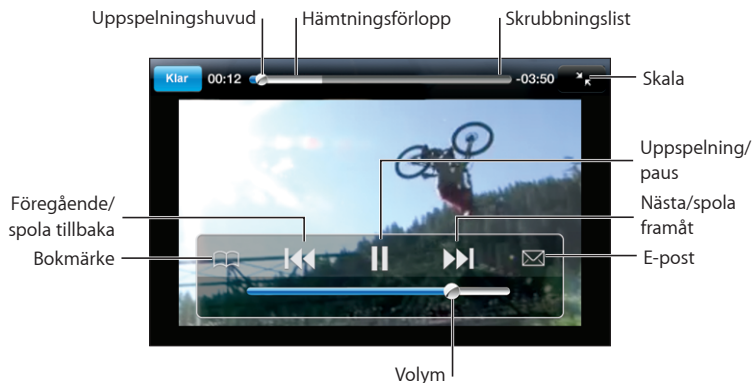 Uppspelningshuvud
Hämtningsförlopp
Skrubbningslist
Klar
00:12
-03:50
Skala
Uppspelning/
paus
Föregående/
spola tillbaka
Nästa/spola
framåt
Bokmärke
E-post
Volym